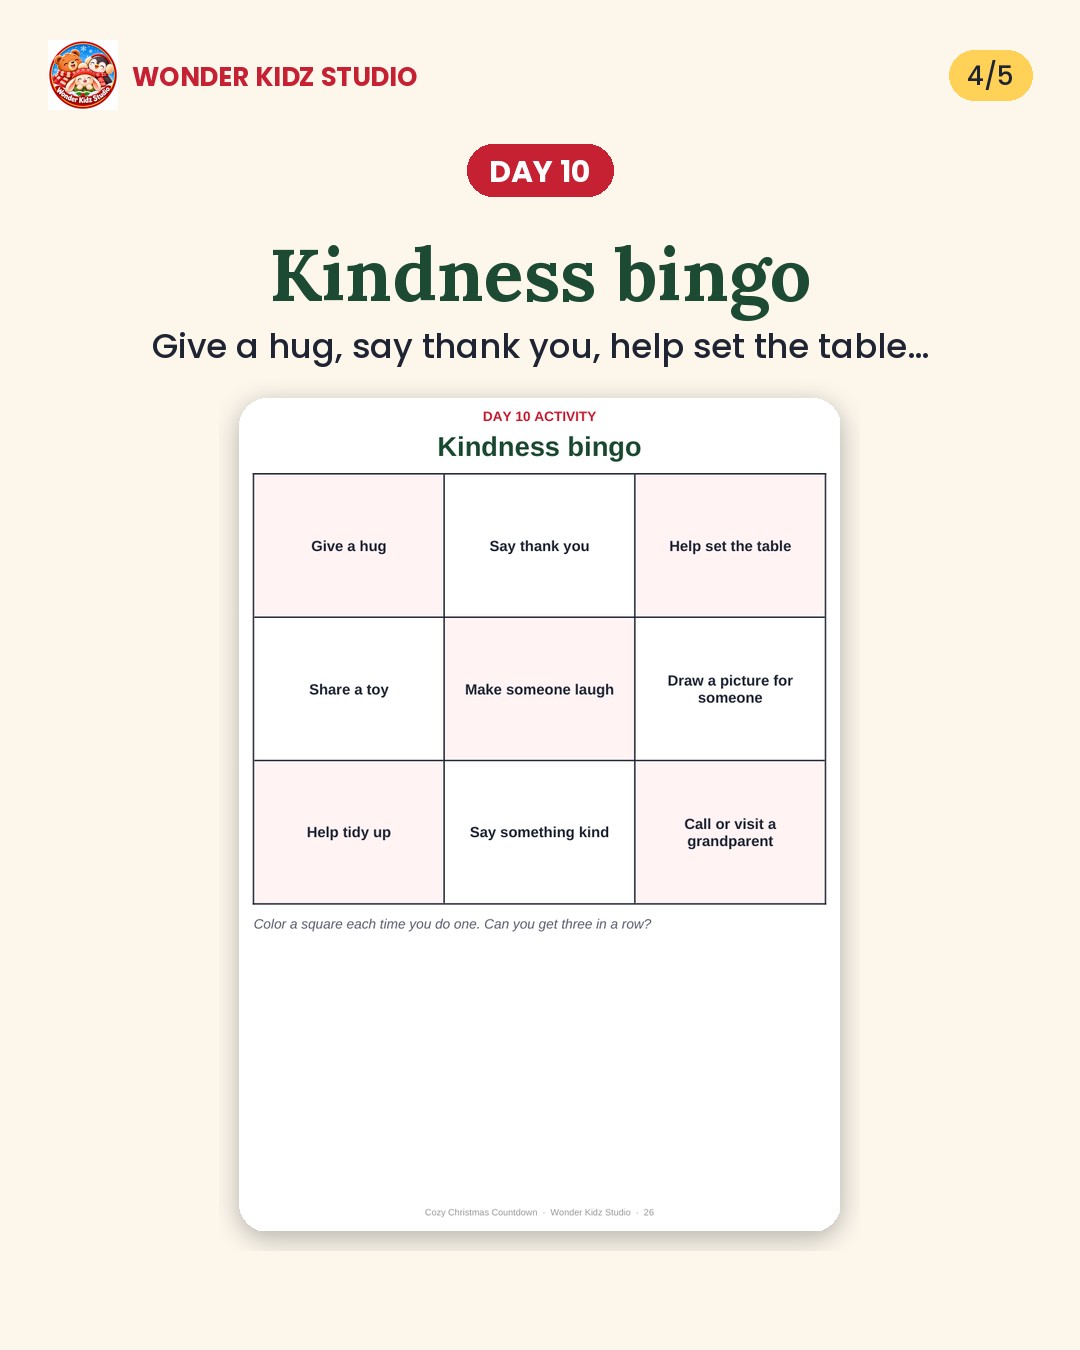 Wonder Kidz Studio
WONDER KIDZ STUDIO
4/5
DAY 10
Kindness bingo
Give a hug, say thank you, help set the table...
DAY 10 ACTIVITY
Kindness bingo
Give a hug
Say thank you
Help set the table
Share a toy
Make someone laugh
Draw a picture for
someone
Help tidy up
Say something kind
Call or visit a
grandparent
Color a square each time you do one. Can you get three in a row?
Cozy Christmas Countdown · Wonder Kidz Studio · 26